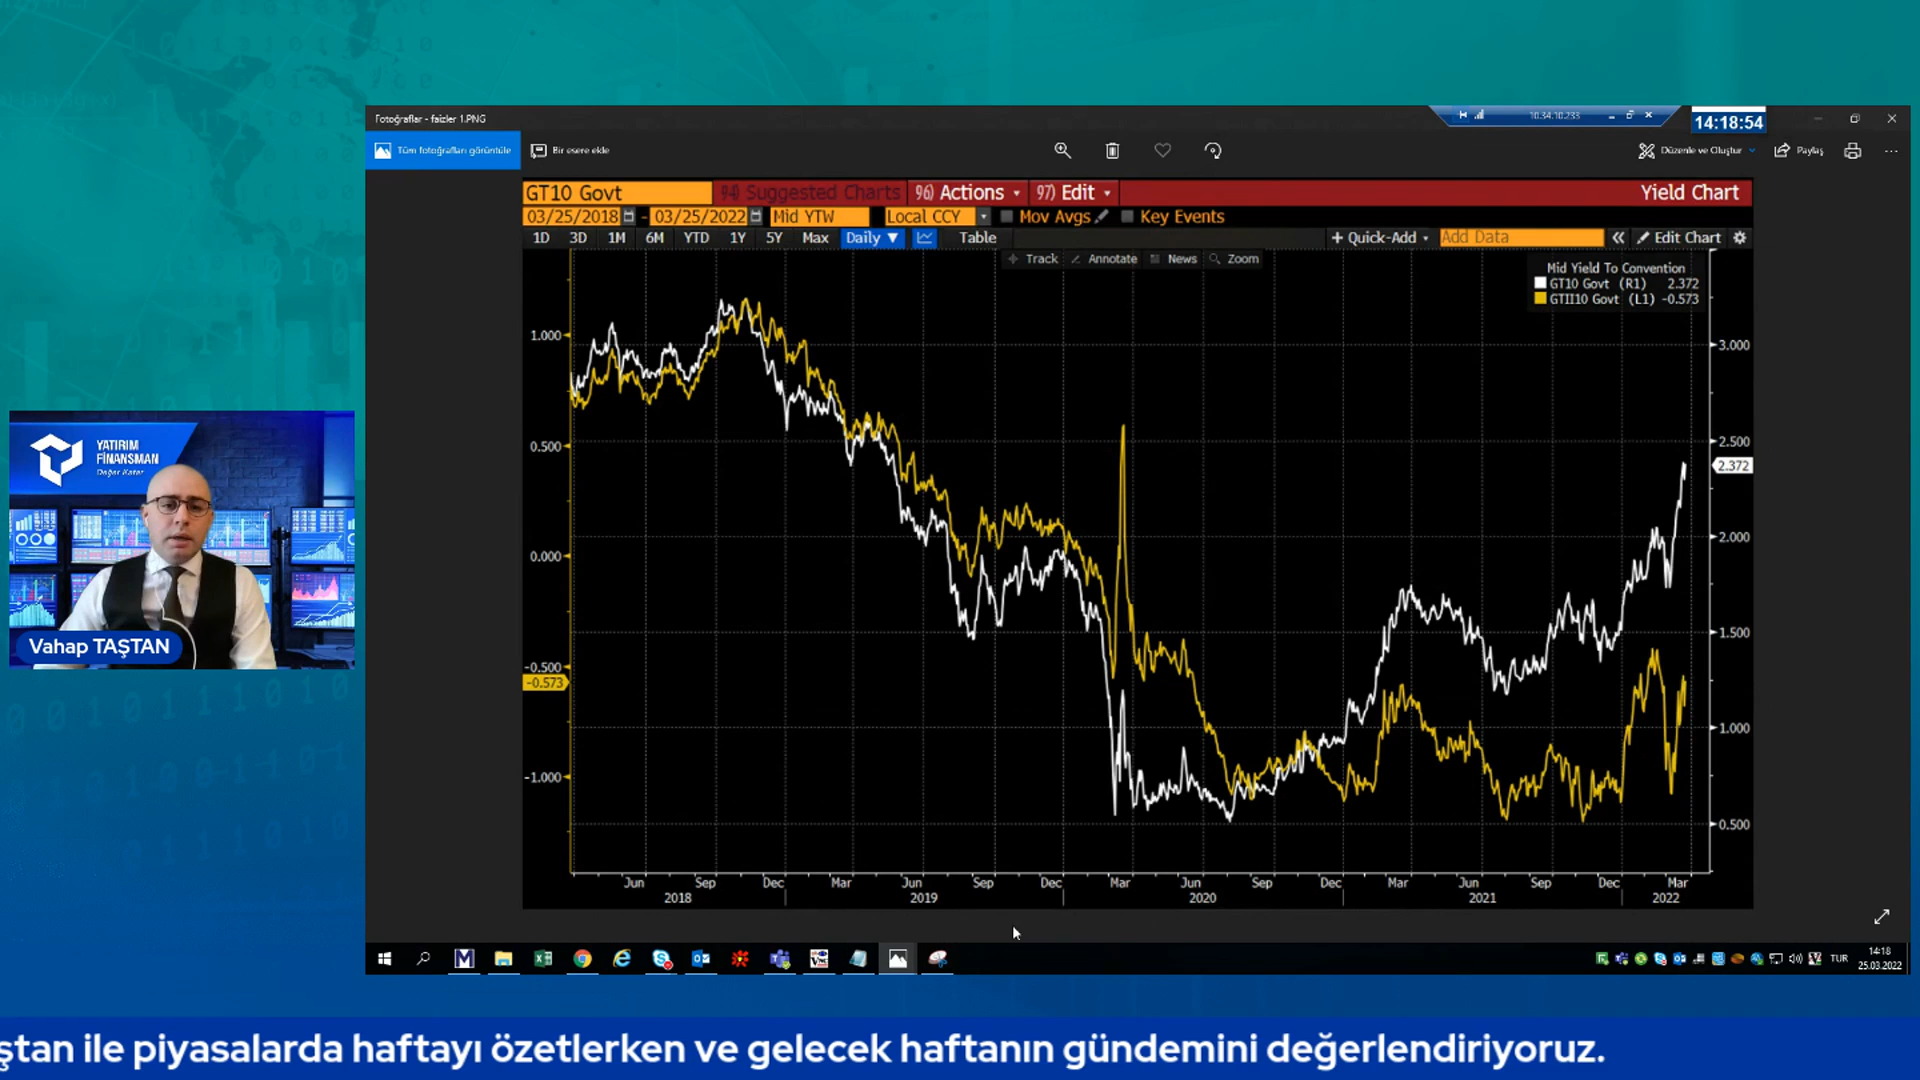 Fotoğraflar - faizler 1.PNG
10.34.10.233
14:18:54
Tüm fotoğrafları görüntüle
Bir esere ekle
Düzenle ve Oluştur
Paylaş
GT10 Govt
94) Suggested Charts
96) Actions
97) Edit
Yield Chart
03/25/2018 - 03/25/2022
Mid YTW
Local CCY
Mov Avgs
Key Events
1D 3D 1M 6M YTD 1Y 5Y Max Daily ▼
Table
+ Quick-Add
Add Data
«
Edit Chart
Track
Annotate
News
Zoom
Mid Yield To Convention
GT10 Govt (R1) 2.372
GTII10 Govt (L1) -0.573
1.000
0.500
0.000
-0.500
-0.573
-1.000
3.000
2.500
2.372
2.000
1.500
1.000
0.500
Jun Sep Dec Mar Jun Sep Dec Mar Jun Sep Dec Mar Jun Sep Dec Mar
2018 2019 2020 2021 2022
YATIRIM
FİNANSMAN
Değer Katar
Vahap TAŞTAN
TUR
14:18
25.03.2022
ştan ile piyasalarda haftayı özetlerken ve gelecek haftanın gündemini değerlendiriyoruz.